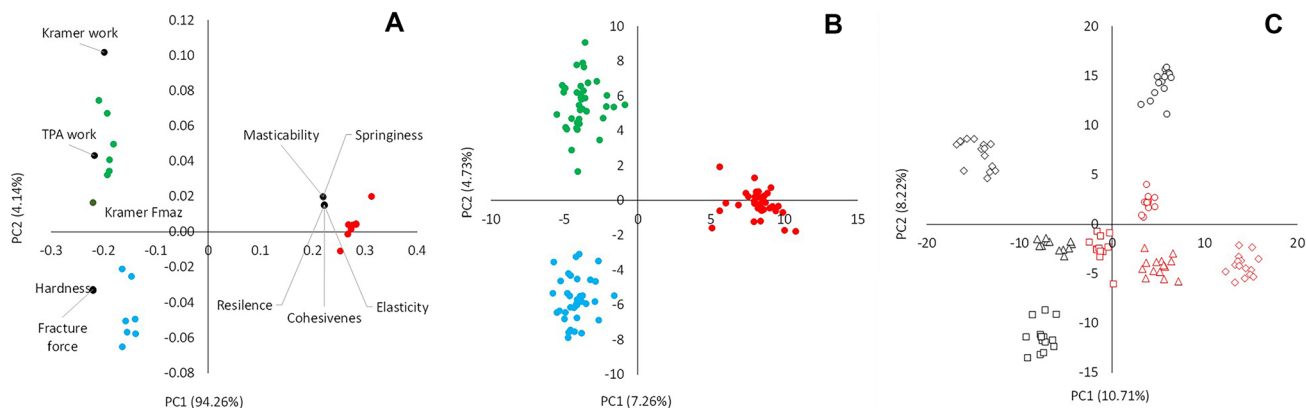 A
0.12
0.10
0.08
0.06
0.04
0.02
0.00
-0.02
-0.04
-0.06
-0.08
-0.3
-0.2
-0.1
0
0.1
0.2
0.3
0.4
PC2 (4.14%)
PC1 (94.26%)
Kramer work
TPA work
Kramer Fmaz
Hardness
Fracture
force
Masticability
Springiness
Resilence
Cohesivenes
Elasticity
B
10
8
6
4
2
0
-2
-4
-6
-8
-10
-10
-5
0
5
10
15
PC2 (4.73%)
PC1 (7.26%)
C
20
15
10
5
0
-5
-10
-15
-20
-10
0
10
20
PC2 (8.22%)
PC1 (10.71%)